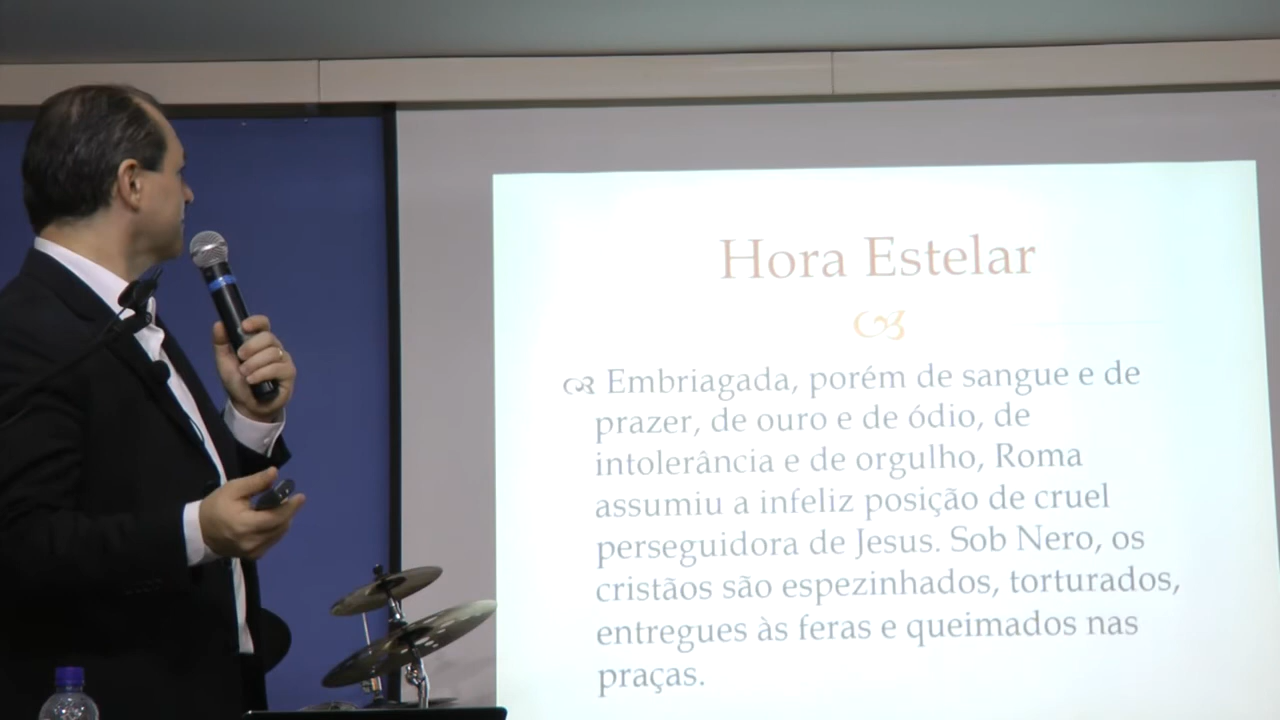 Hora Estelar
Embriagada, porém de sangue e de
prazer, de ouro e de ódio, de
intolerância e de orgulho, Roma
assumiu a infeliz posição de cruel
perseguidora de Jesus. Sob Nero, os
cristãos são espezinhados, torturados,
entregues às feras e queimados nas
praças.